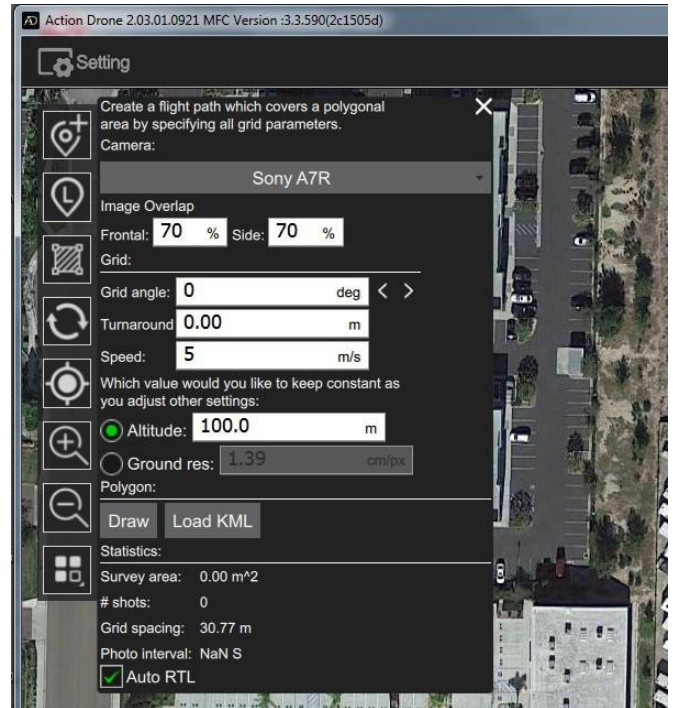 Action Drone 2.03.01.0921 MFC Version :3.3.590(2c1505d)
Setting
Create a flight path which covers a polygonal
area by specifying all grid parameters.
Camera:
Sony A7R
Image Overlap
Frontal: 70 % Side: 70 %
Grid:
Grid angle: 0 deg < >
Turnaround 0.00 m
Speed: 5 m/s
Which value would you like to keep constant as
you adjust other settings:
Altitude: 100.0 m
Ground res: 1.39 cm/px
Polygon:
Draw Load KML
Statistics:
Survey area: 0.00 m^2
# shots: 0
Grid spacing: 30.77 m
Photo interval: NaN S
Auto RTL
L